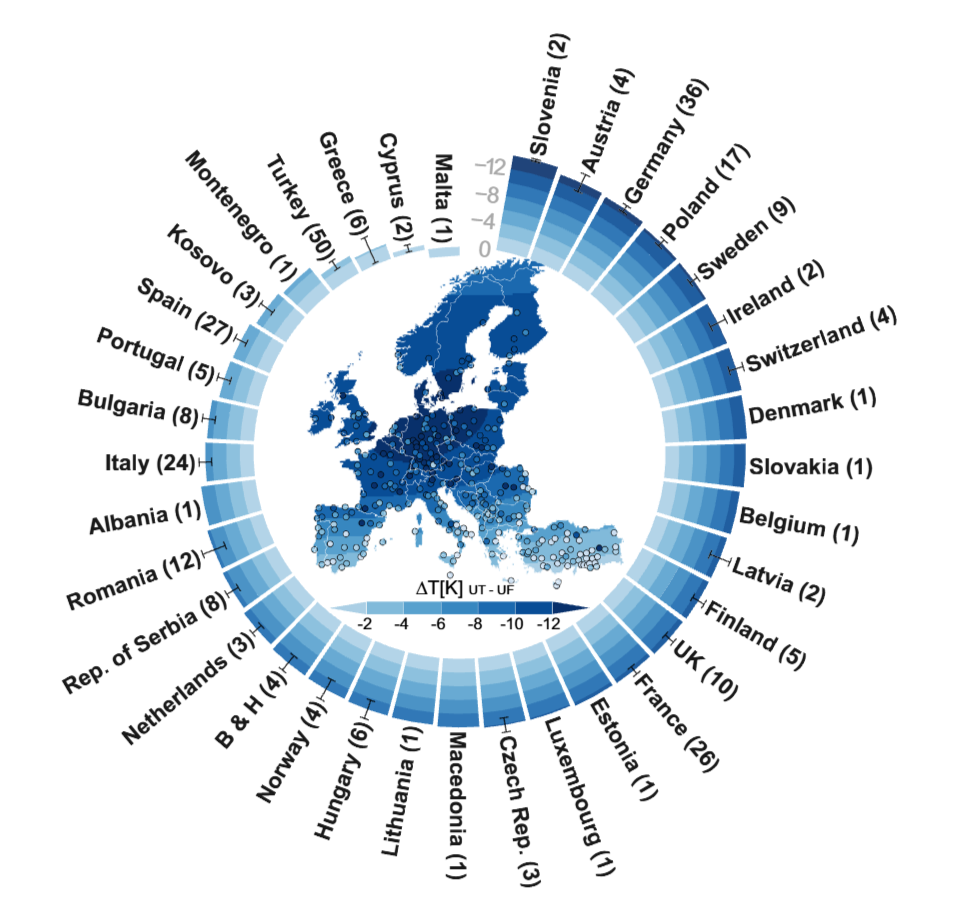 Slovenia (2)
Austria (4)
Germany (36)
Poland (17)
Sweden (9)
Ireland (2)
Switzerland (4)
Denmark (1)
Slovakia (1)
Belgium (1)
Latvia (2)
Finland (5)
UK (10)
France (26)
Estonia (1)
Luxembourg (1)
Czech Rep. (3)
Macedonia (1)
Lithuania (1)
Hungary (6)
Norway (4)
B & H (4)
Netherlands (3)
Rep. of Serbia (8)
Romania (12)
Albania (1)
Italy (24)
Bulgaria (8)
Portugal (5)
Spain (27)
Kosovo (3)
Montenegro (1)
Turkey (50)
Greece (6)
Cyprus (2)
Malta (1)
−12
−8
−4
0
ΔT[K] UT - UF
-2 -4 -6 -8 -10 -12